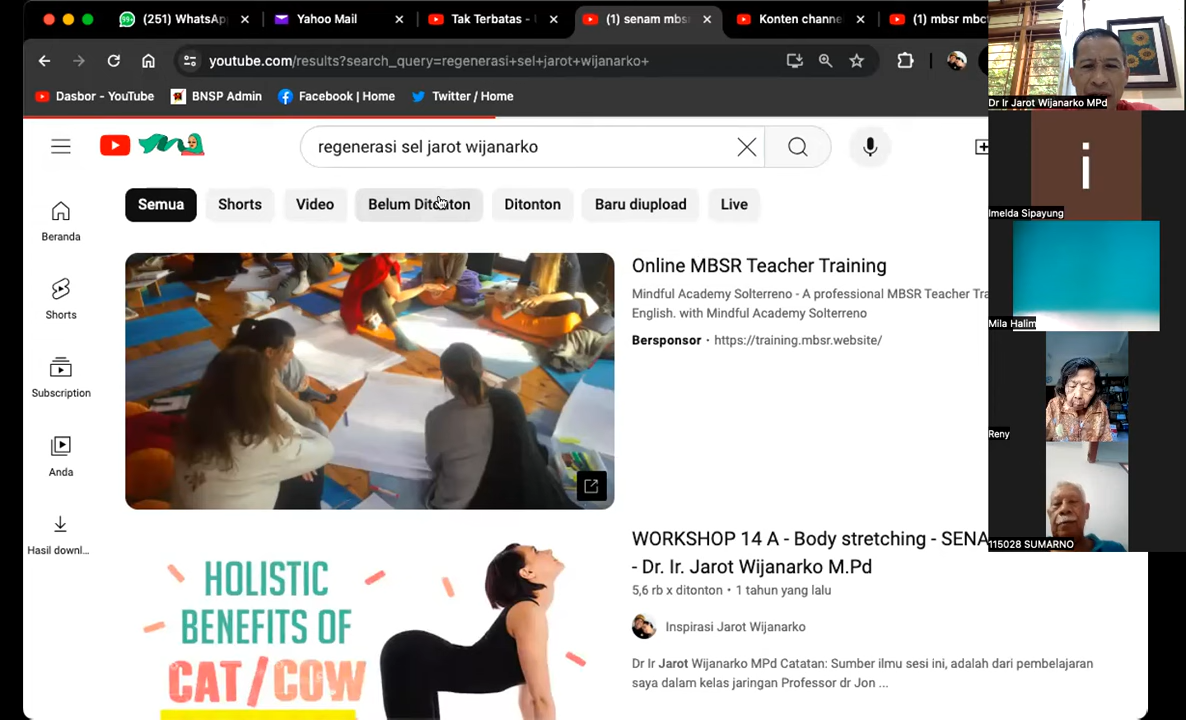 (251) WhatsAp
Yahoo Mail
Tak Terbatas -
(1) senam mbs
Konten channe
(1) mbsr mbc
youtube.com/results?search_query=regenerasi+sel+jarot+wijanarko+
Dasbor - YouTube
BNSP Admin
Facebook | Home
Twitter / Home
regenerasi sel jarot wijanarko
Semua
Shorts
Video
Belum Ditonton
Ditonton
Baru diupload
Live
Beranda
Shorts
Subscription
Anda
Hasil downl...
Online MBSR Teacher Training
Mindful Academy Solterreno - A professional MBSR Teacher Tra
English. with Mindful Academy Solterreno
Bersponsor · https://training.mbsr.website/
HOLISTIC
BENEFITS OF
CAT/COW
WORKSHOP 14 A - Body stretching - SENA
- Dr. Ir. Jarot Wijanarko M.Pd
5,6 rb x ditonton • 1 tahun yang lalu
Inspirasi Jarot Wijanarko
Dr Ir Jarot Wijanarko MPd Catatan: Sumber ilmu sesi ini, adalah dari pembelajaran
saya dalam kelas jaringan Professor dr Jon ...
Dr Ir Jarot Wijanarko MPd
i
Imelda Sipayung
Mila Halim
Reny
115028 SUMARNO